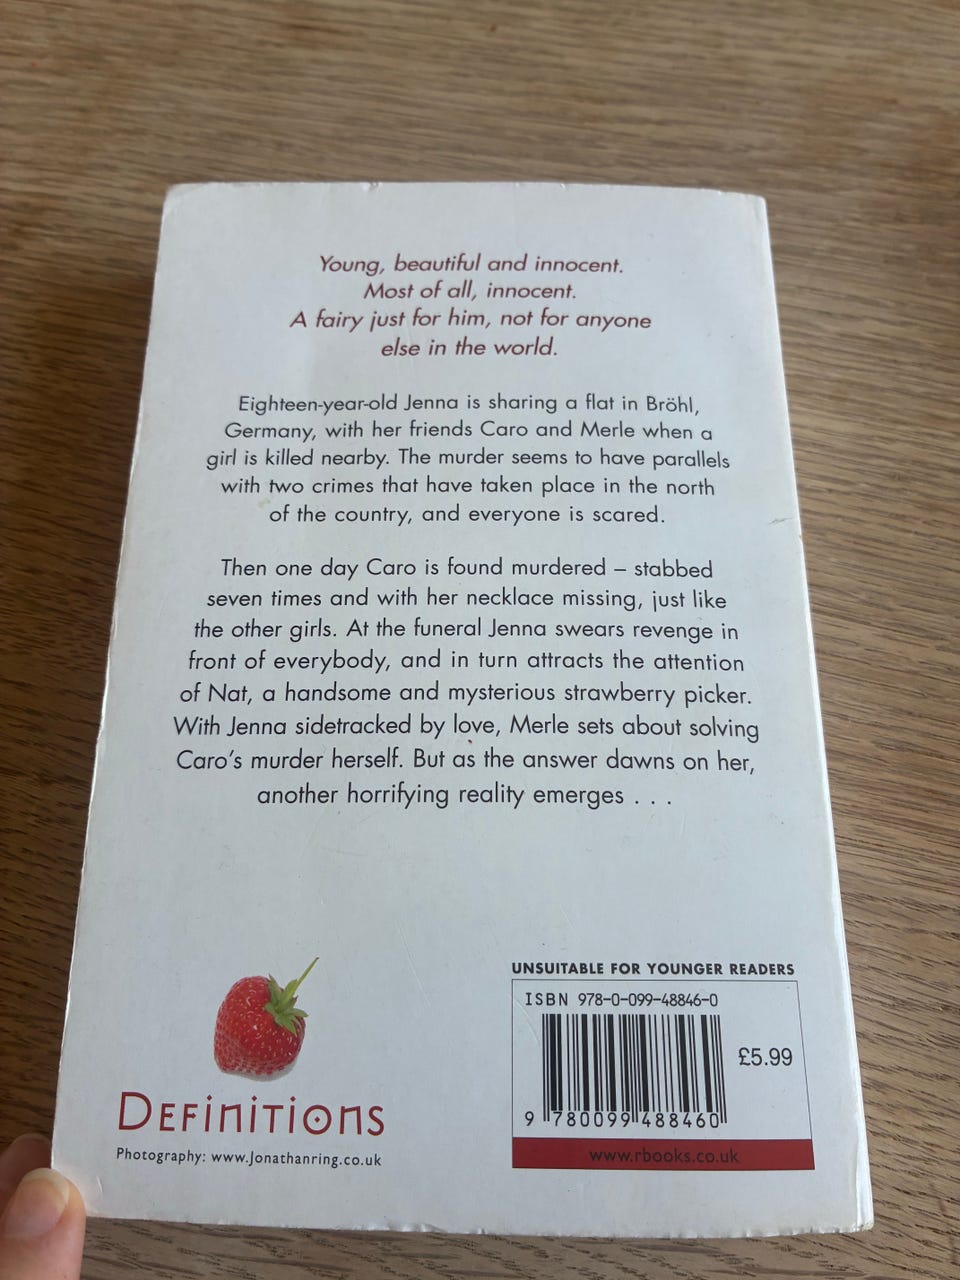 Young, beautiful and innocent.
Most of all, innocent.
A fairy just for him, not for anyone
else in the world.
Eighteen-year-old Jenna is sharing a flat in Bröhl,
Germany, with her friends Caro and Merle when a
girl is killed nearby. The murder seems to have parallels
with two crimes that have taken place in the north
of the country, and everyone is scared.
Then one day Caro is found murdered – stabbed
seven times and with her necklace missing, just like
the other girls. At the funeral Jenna swears revenge in
front of everybody, and in turn attracts the attention
of Nat, a handsome and mysterious strawberry picker.
With Jenna sidetracked by love, Merle sets about solving
Caro's murder herself. But as the answer dawns on her,
another horrifying reality emerges . . .
DEFINITIONS
Photography: www.Jonathanring.co.uk
UNSUITABLE FOR YOUNGER READERS
ISBN 978-0-099-48846-0
£5.99
9 780099 488460
www.rbooks.co.uk